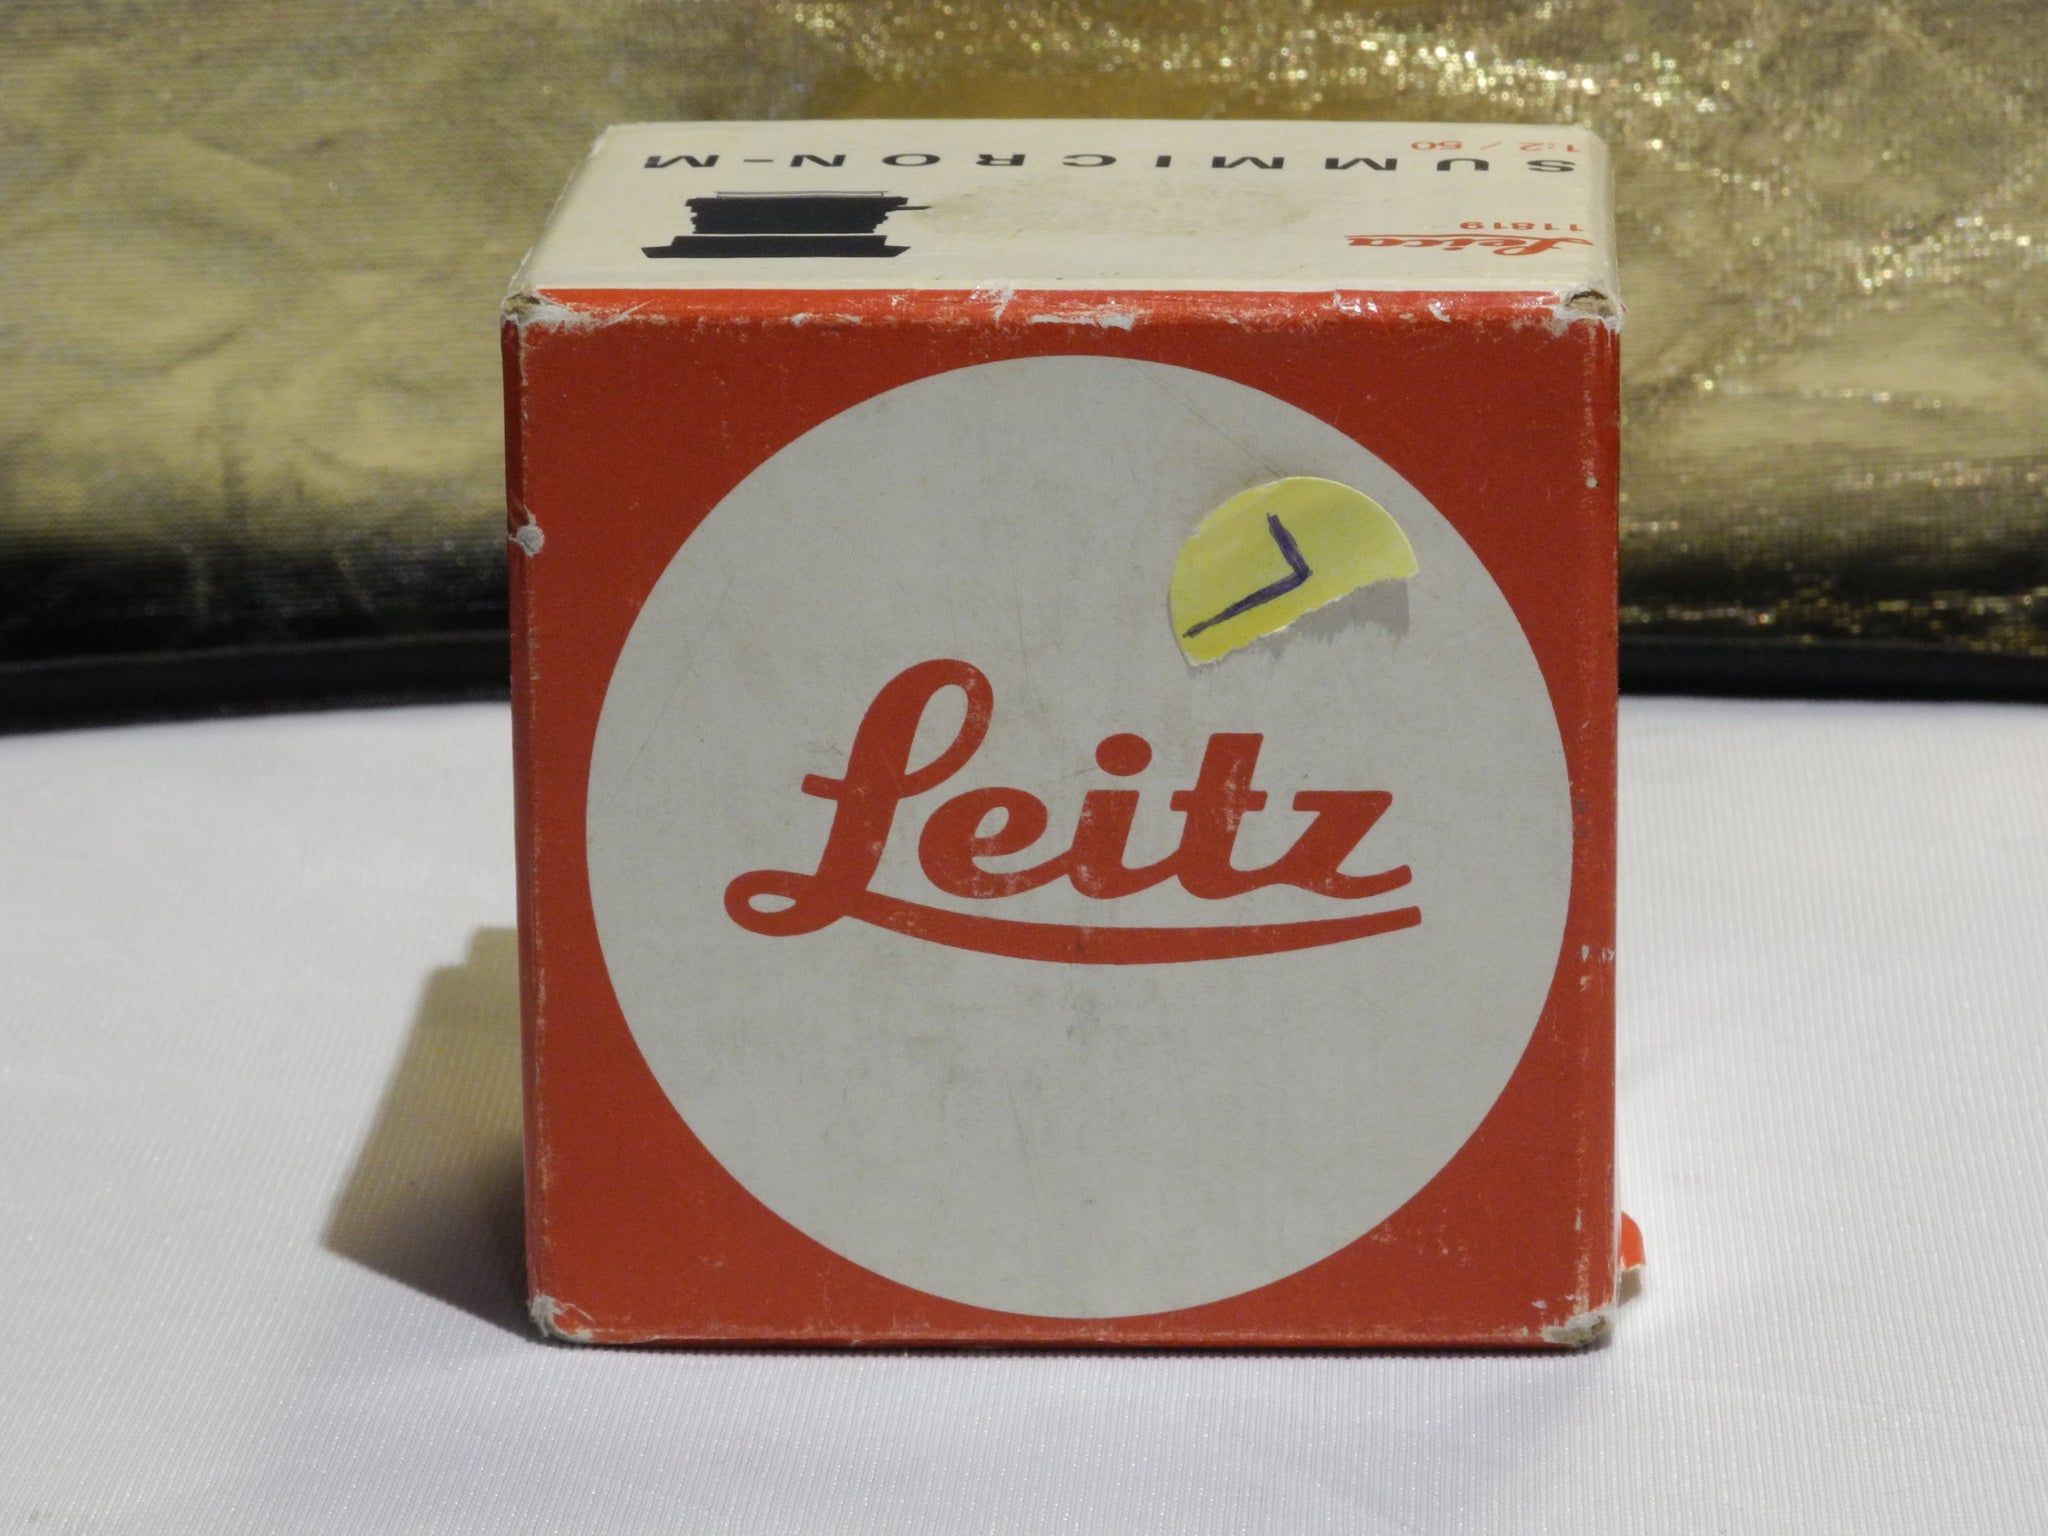 SUMMICRON-M
1:2 / 50
Leica
11819
Leitz